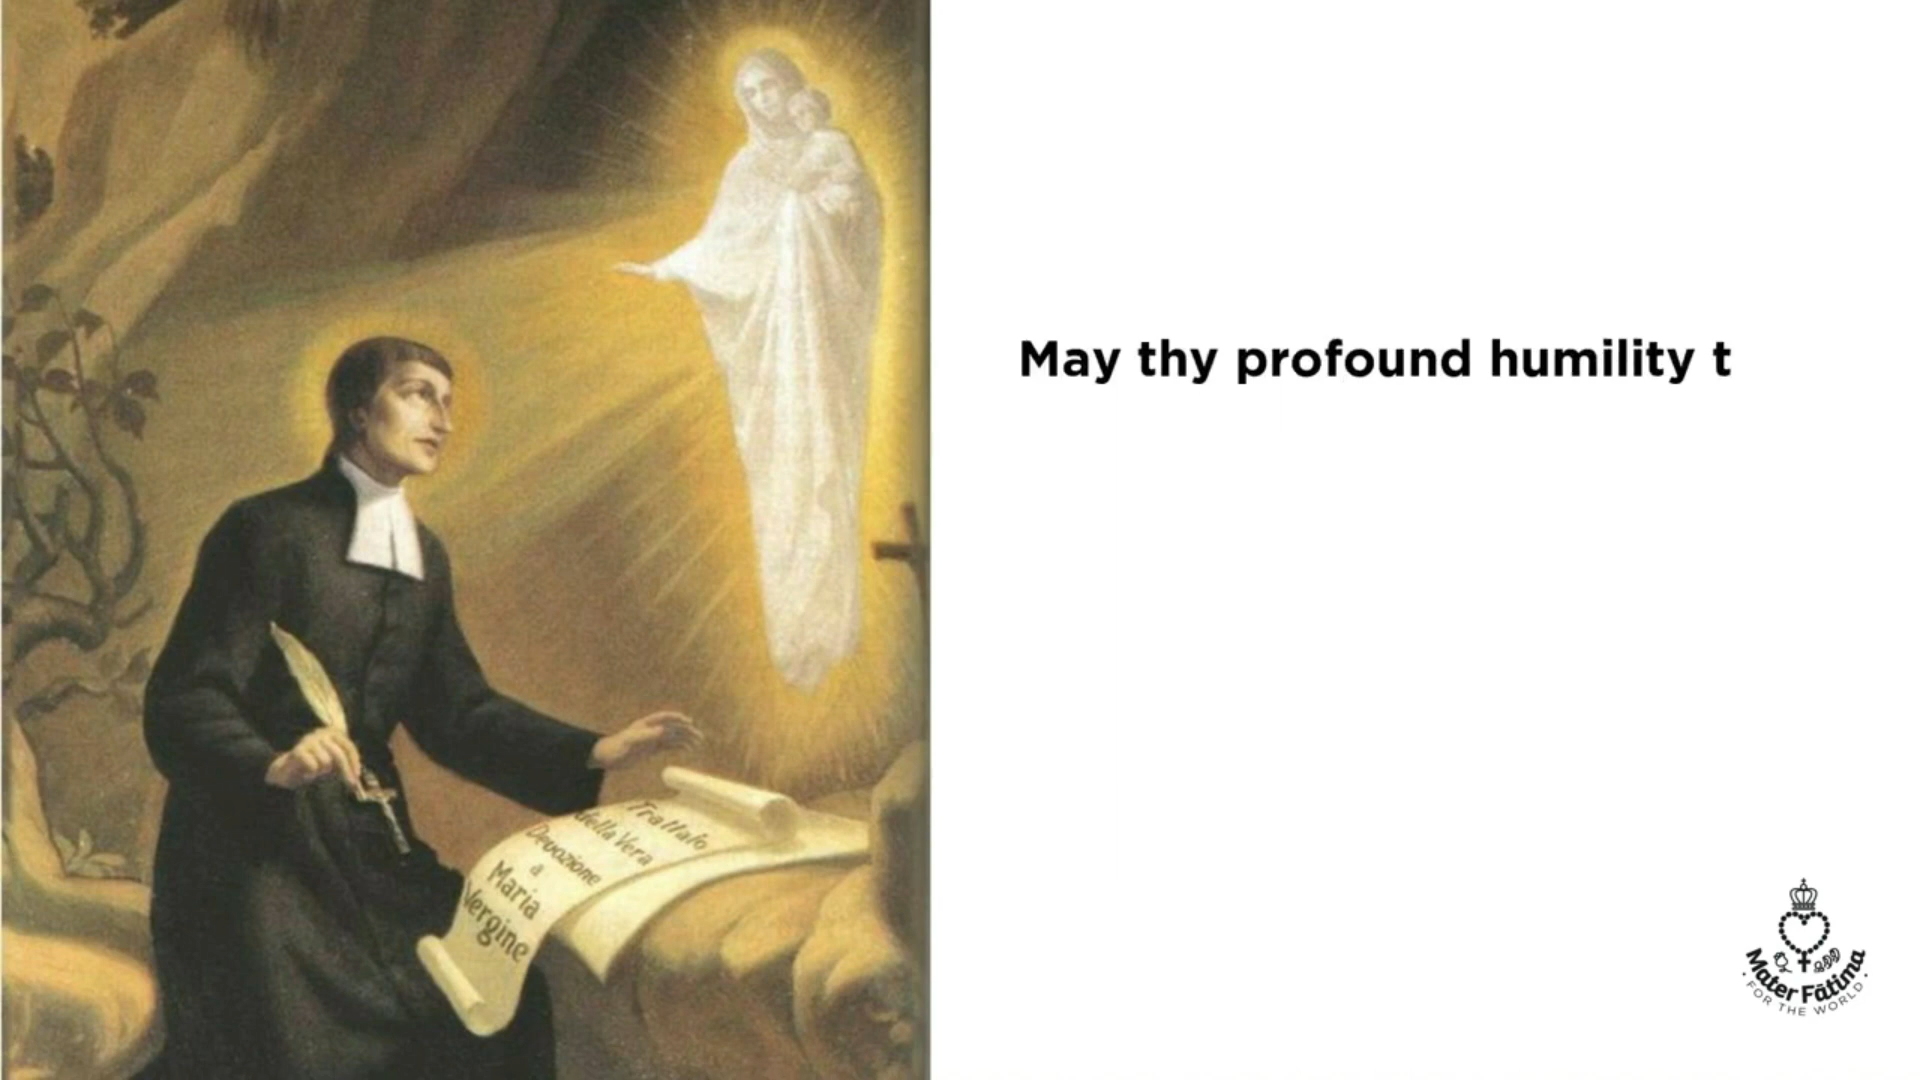 May thy profound humility t
Trattato
della Vera
Devozione
a
Maria
Vergine
Mater Fátima
· FOR THE WORLD ·